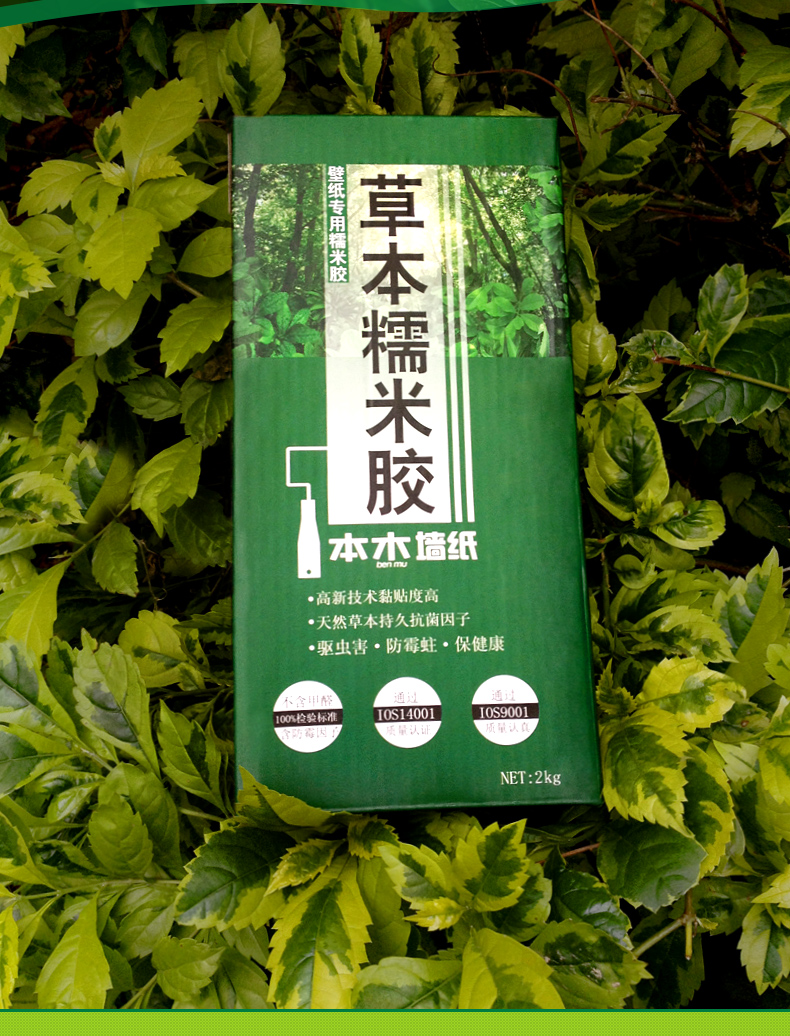 壁纸专用糯米胶
草本糯米胶
本木墙纸
ben mu
•高新技术黏贴度高
•天然草本持久抗菌因子
•驱虫害•防霉蛀•保健康
不含甲醛
100%检验标准
含防霉因子
通过
IOS14001
质量认证
通过
IOS9001
质量认真
NET:2kg